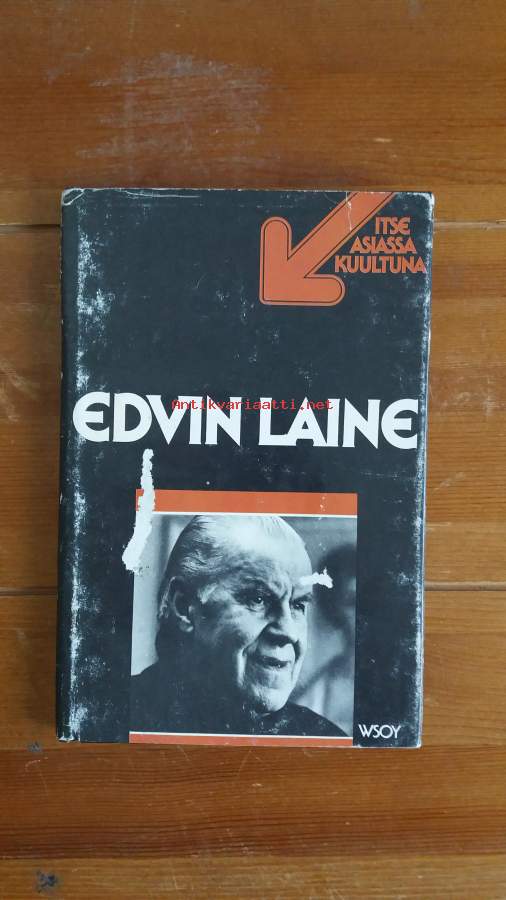 ITSE
ASIASSA
KUULTUNA
Antikvariaatti.net
EDVIN LAINE
WSOY